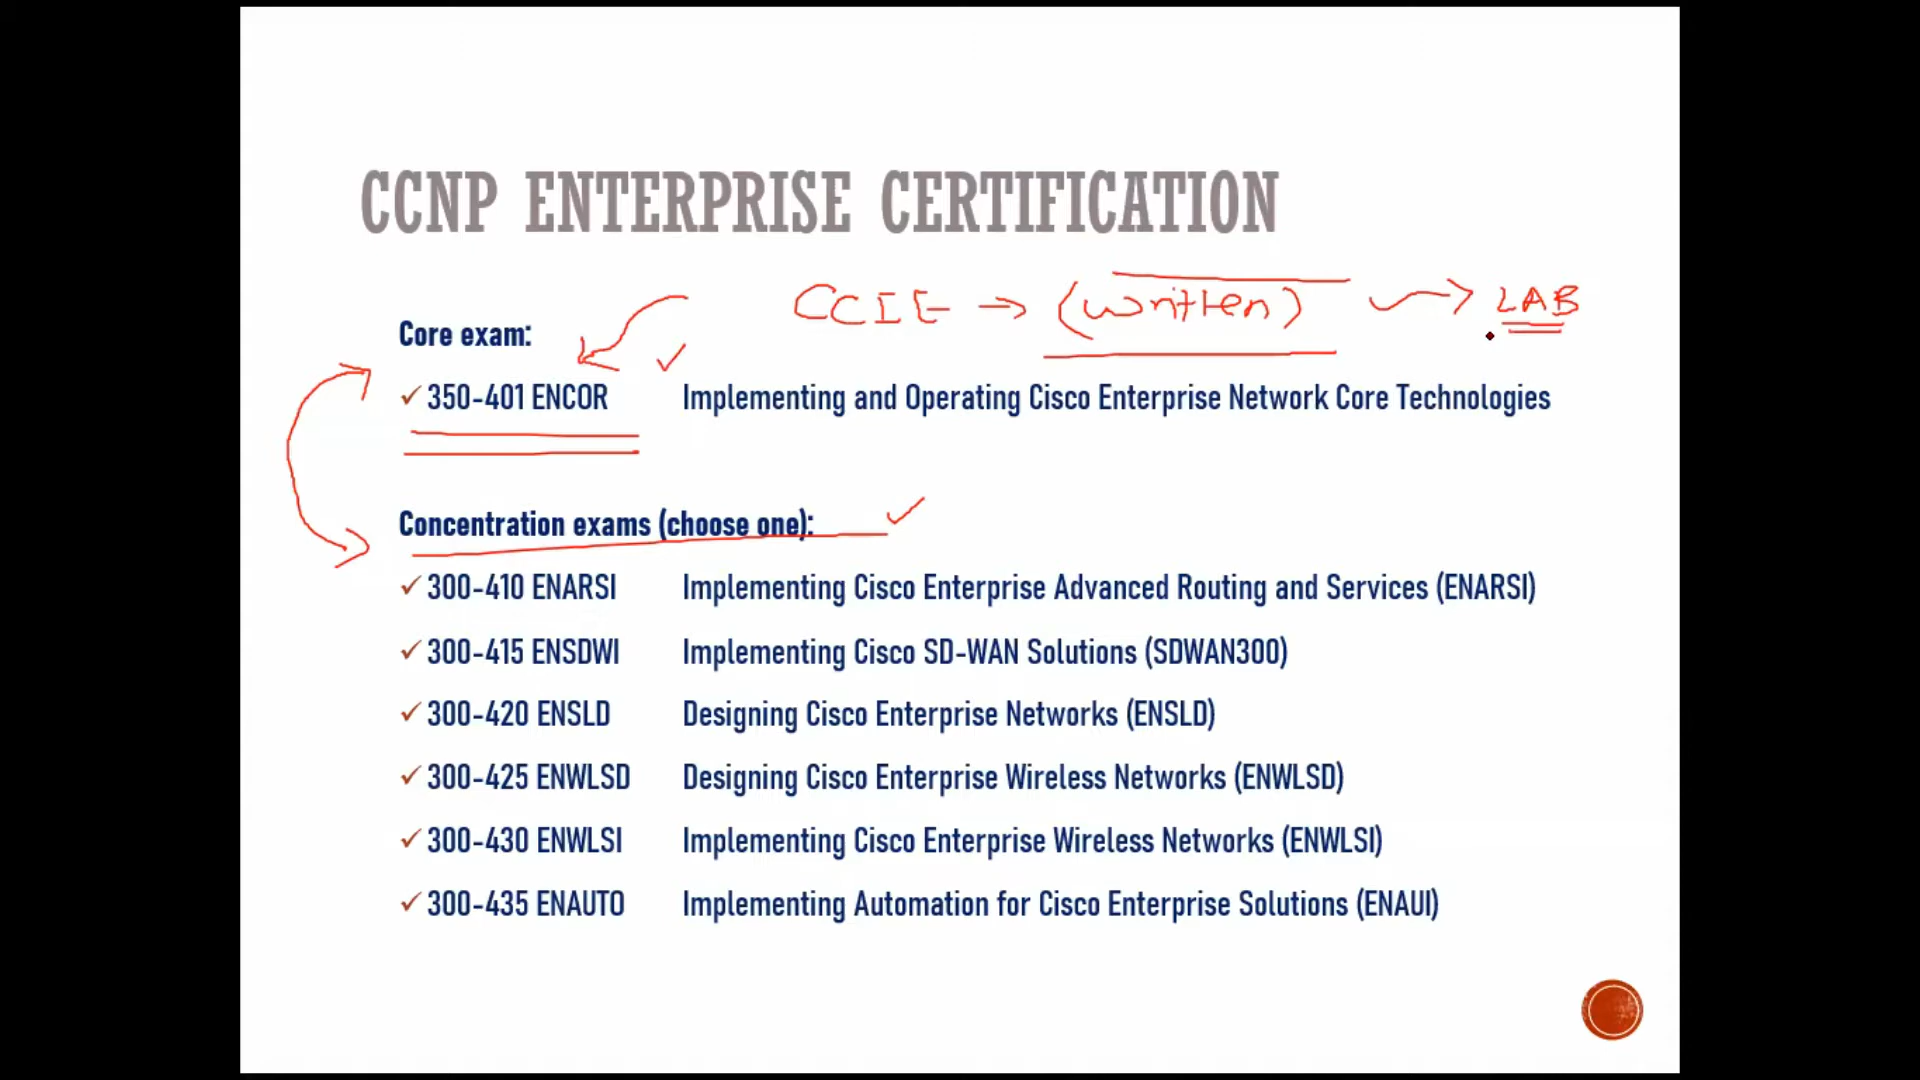 CCNP ENTERPRISE CERTIFICATION
CCIE → (written) → LAB
Core exam:
✓ 350-401 ENCOR Implementing and Operating Cisco Enterprise Network Core Technologies
Concentration exams (choose one):
✓ 300-410 ENARSI Implementing Cisco Enterprise Advanced Routing and Services (ENARSI)
✓ 300-415 ENSDWI Implementing Cisco SD-WAN Solutions (SDWAN300)
✓ 300-420 ENSLD Designing Cisco Enterprise Networks (ENSLD)
✓ 300-425 ENWLSD Designing Cisco Enterprise Wireless Networks (ENWLSD)
✓ 300-430 ENWLSI Implementing Cisco Enterprise Wireless Networks (ENWLSI)
✓ 300-435 ENAUTO Implementing Automation for Cisco Enterprise Solutions (ENAUI)